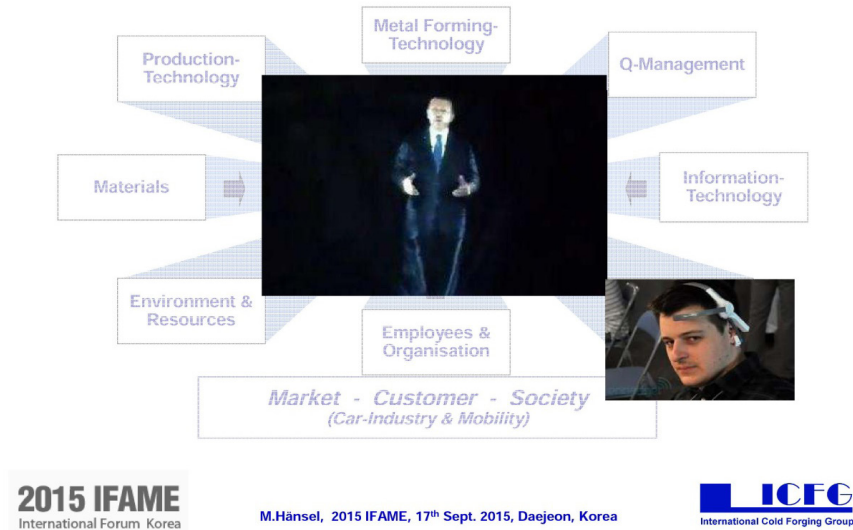 Metal Forming-
Technology
Production-
Technology
Q-Management
Materials
Information-
Technology
Environment &
Resources
Employees &
Organisation
Market - Customer - Society
(Car-Industry & Mobility)
2015 IFAME
International Forum Korea
M.Hänsel, 2015 IFAME, 17th Sept. 2015, Daejeon, Korea
ICFG
International Cold Forging Group